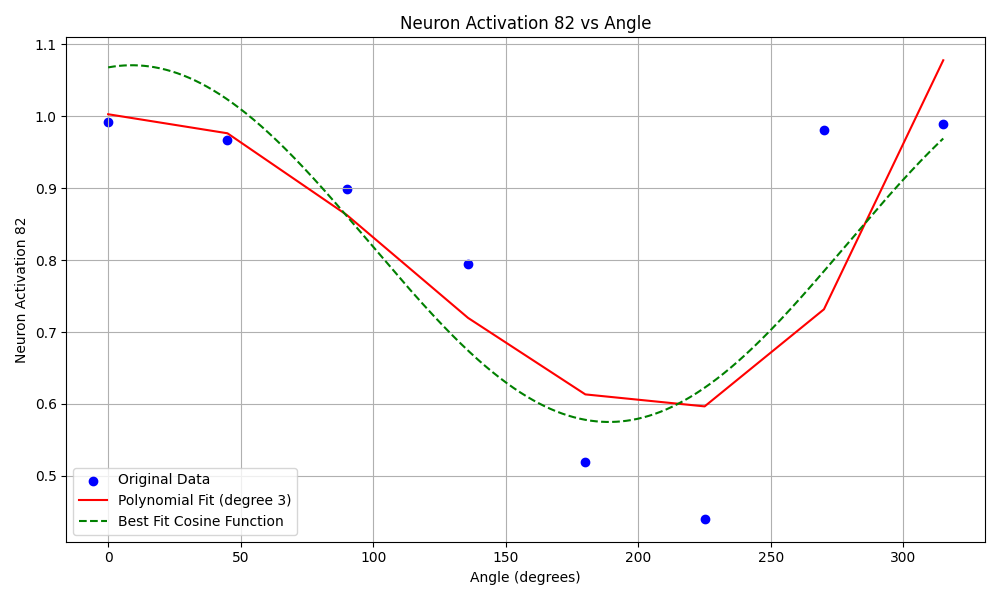 Neuron Activation 82 vs Angle
Neuron Activation 82
1.1
1.0
0.9
0.8
0.7
0.6
0.5
0
50
100
150
200
250
300
Angle (degrees)
Original Data
Polynomial Fit (degree 3)
Best Fit Cosine Function